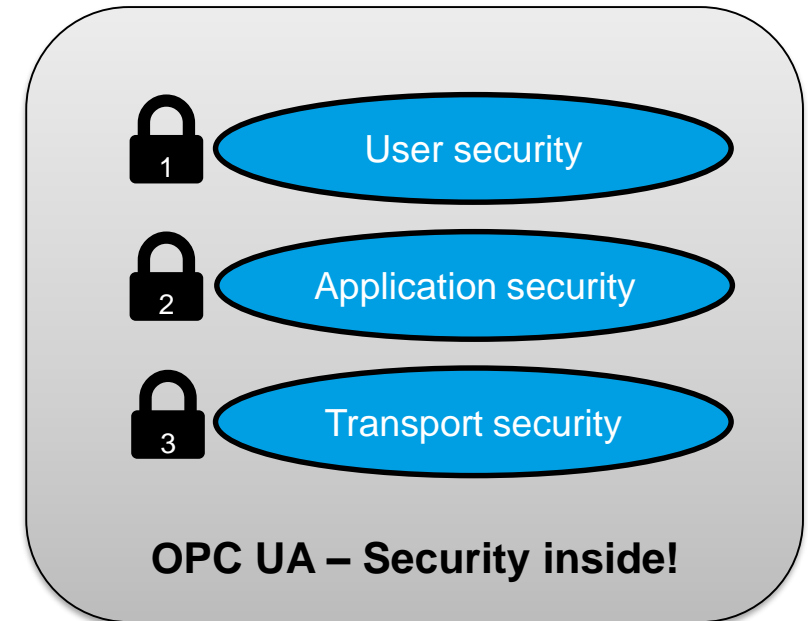 1 User security
2 Application security
3 Transport security
OPC UA – Security inside!